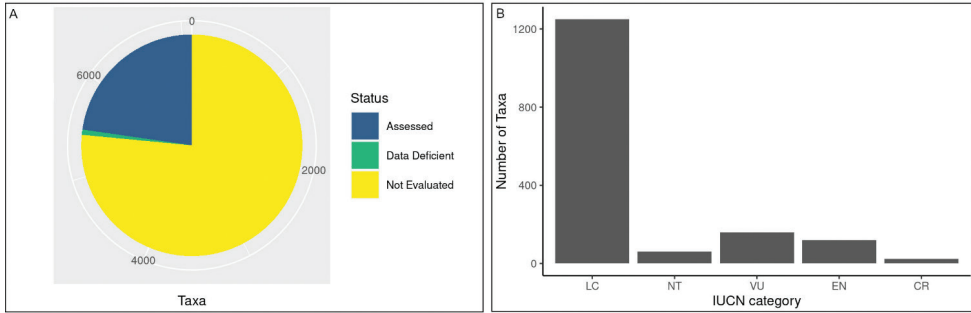 A
0
6000
2000
4000
Taxa
Status
Assessed
Data Deficient
Not Evaluated
B
Number of Taxa
1200
800
400
0
LC NT VU EN CR
IUCN category